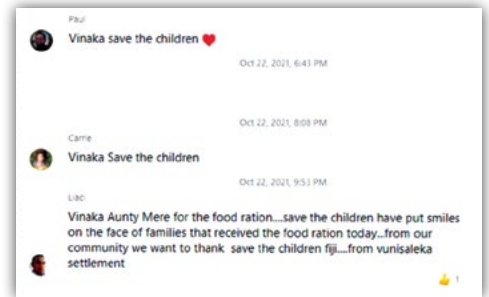 Paul
Vinaka save the children
Oct 22, 2021, 6:43 PM
Oct 22, 2021, 8:08 PM
Carrie
Vinaka Save the children
Oct 22, 2021, 9:53 PM
Vinaka Aunty Mere for the food ration....save the children have put smiles
on the face of families that received the food ration today...from our
community we want to thank save the children fiji....from vunisaleka
settlement
1